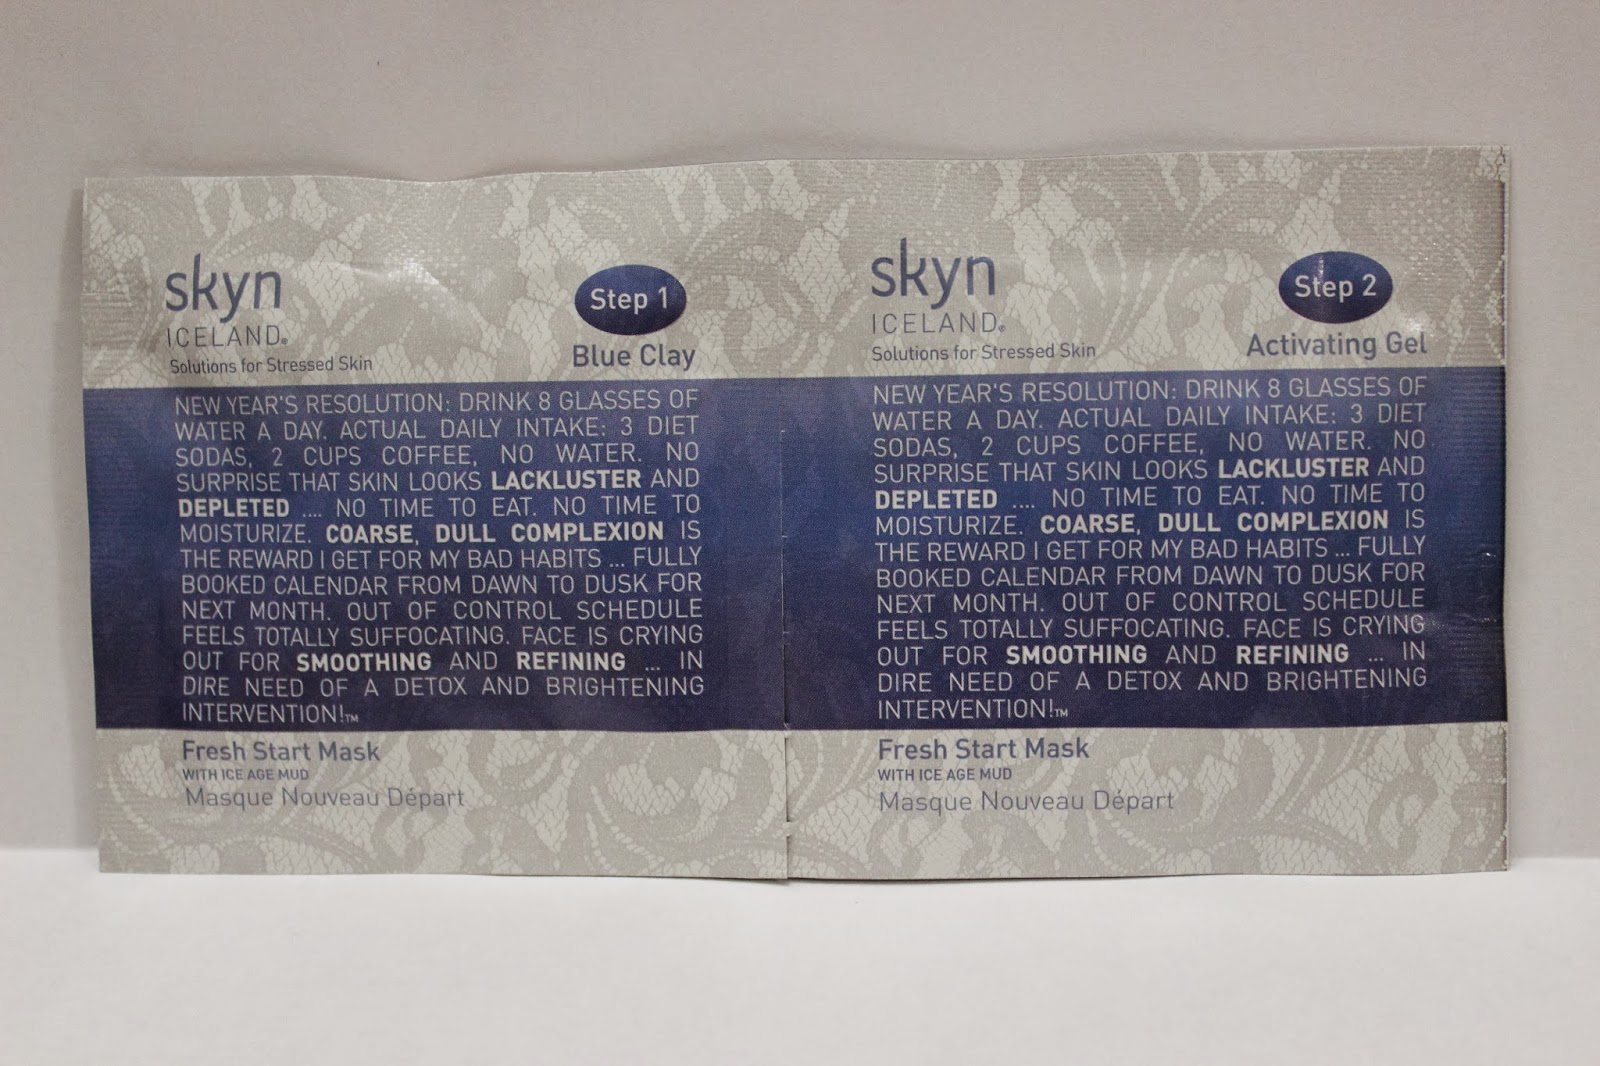 skyn
ICELAND®
Solutions for Stressed Skin
Step 1
Blue Clay
NEW YEAR'S RESOLUTION: DRINK 8 GLASSES OF
WATER A DAY. ACTUAL DAILY INTAKE: 3 DIET
SODAS, 2 CUPS COFFEE, NO WATER. NO
SURPRISE THAT SKIN LOOKS LACKLUSTER AND
DEPLETED .... NO TIME TO EAT. NO TIME TO
MOISTURIZE. COARSE, DULL COMPLEXION IS
THE REWARD I GET FOR MY BAD HABITS ... FULLY
BOOKED CALENDAR FROM DAWN TO DUSK FOR
NEXT MONTH. OUT OF CONTROL SCHEDULE
FEELS TOTALLY SUFFOCATING. FACE IS CRYING
OUT FOR SMOOTHING AND REFINING ... IN
DIRE NEED OF A DETOX AND BRIGHTENING
INTERVENTION!™
Fresh Start Mask
WITH ICE AGE MUD
Masque Nouveau Départ
skyn
ICELAND®
Solutions for Stressed Skin
Step 2
Activating Gel
NEW YEAR'S RESOLUTION: DRINK 8 GLASSES OF
WATER A DAY. ACTUAL DAILY INTAKE: 3 DIET
SODAS, 2 CUPS COFFEE, NO WATER. NO
SURPRISE THAT SKIN LOOKS LACKLUSTER AND
DEPLETED .... NO TIME TO EAT. NO TIME TO
MOISTURIZE. COARSE, DULL COMPLEXION IS
THE REWARD I GET FOR MY BAD HABITS ... FULLY
BOOKED CALENDAR FROM DAWN TO DUSK FOR
NEXT MONTH. OUT OF CONTROL SCHEDULE
FEELS TOTALLY SUFFOCATING. FACE IS CRYING
OUT FOR SMOOTHING AND REFINING ... IN
DIRE NEED OF A DETOX AND BRIGHTENING
INTERVENTION!™
Fresh Start Mask
WITH ICE AGE MUD
Masque Nouveau Départ